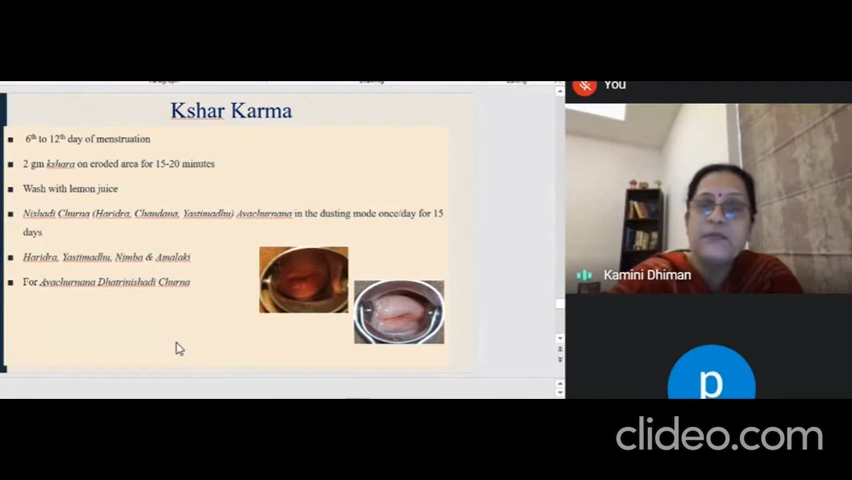 Kshar Karma
6th to 12th day of menstruation
2 gm kshara on eroded area for 15-20 minutes
Wash with lemon juice
Nishadi Churna (Haridra, Chandana, Yastimadhu) Avachurnana in the dusting mode once/day for 15
days
Haridra, Yastimadhu, Nimba & Amalaki
For Avachurnana Dhatrinishadi Churna
You
Kamini Dhiman
p
clideo.com